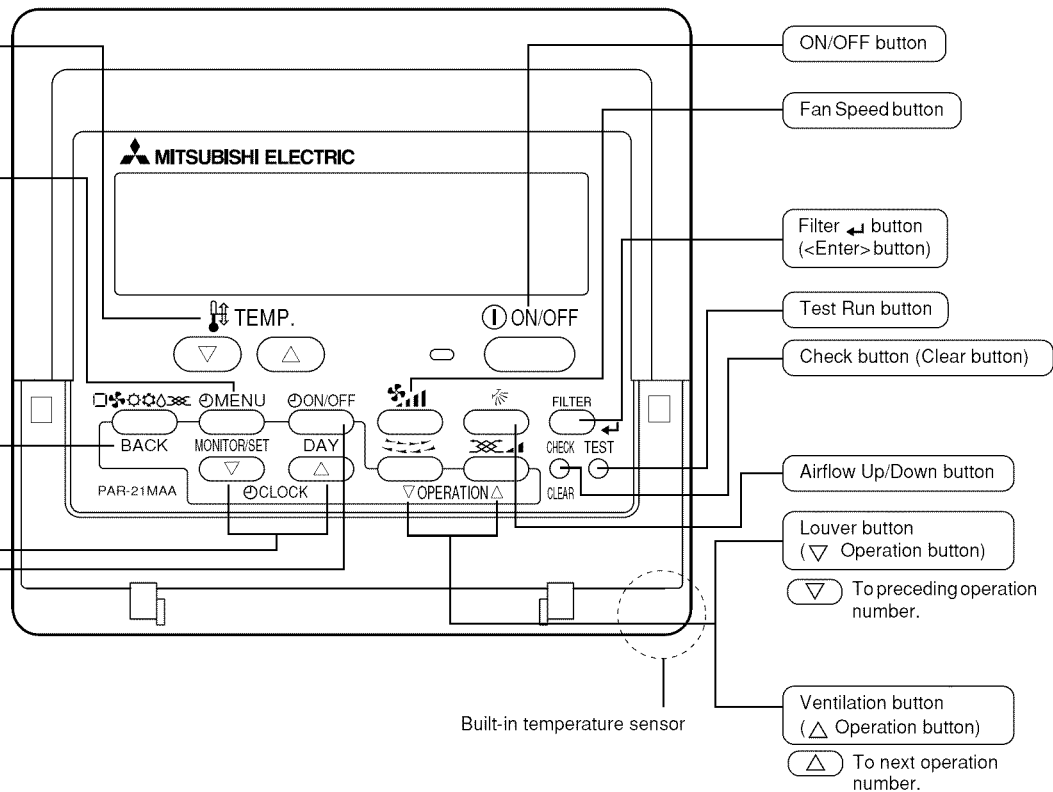 ON/OFF button
Fan Speed button
MITSUBISHI ELECTRIC
Filter ↵ button
(<Enter> button)
TEMP.
ON/OFF
Test Run button
Check button (Clear button)
MENU
ON/OFF
FILTER
BACK
MONITOR/SET
DAY
CHECK
TEST
PAR-21MAA
CLOCK
▽ OPERATION △
CLEAR
Airflow Up/Down button
Louver button
(▽ Operation button)
▽ To preceding operation
number.
Built-in temperature sensor
Ventilation button
(△ Operation button)
△ To next operation
number.